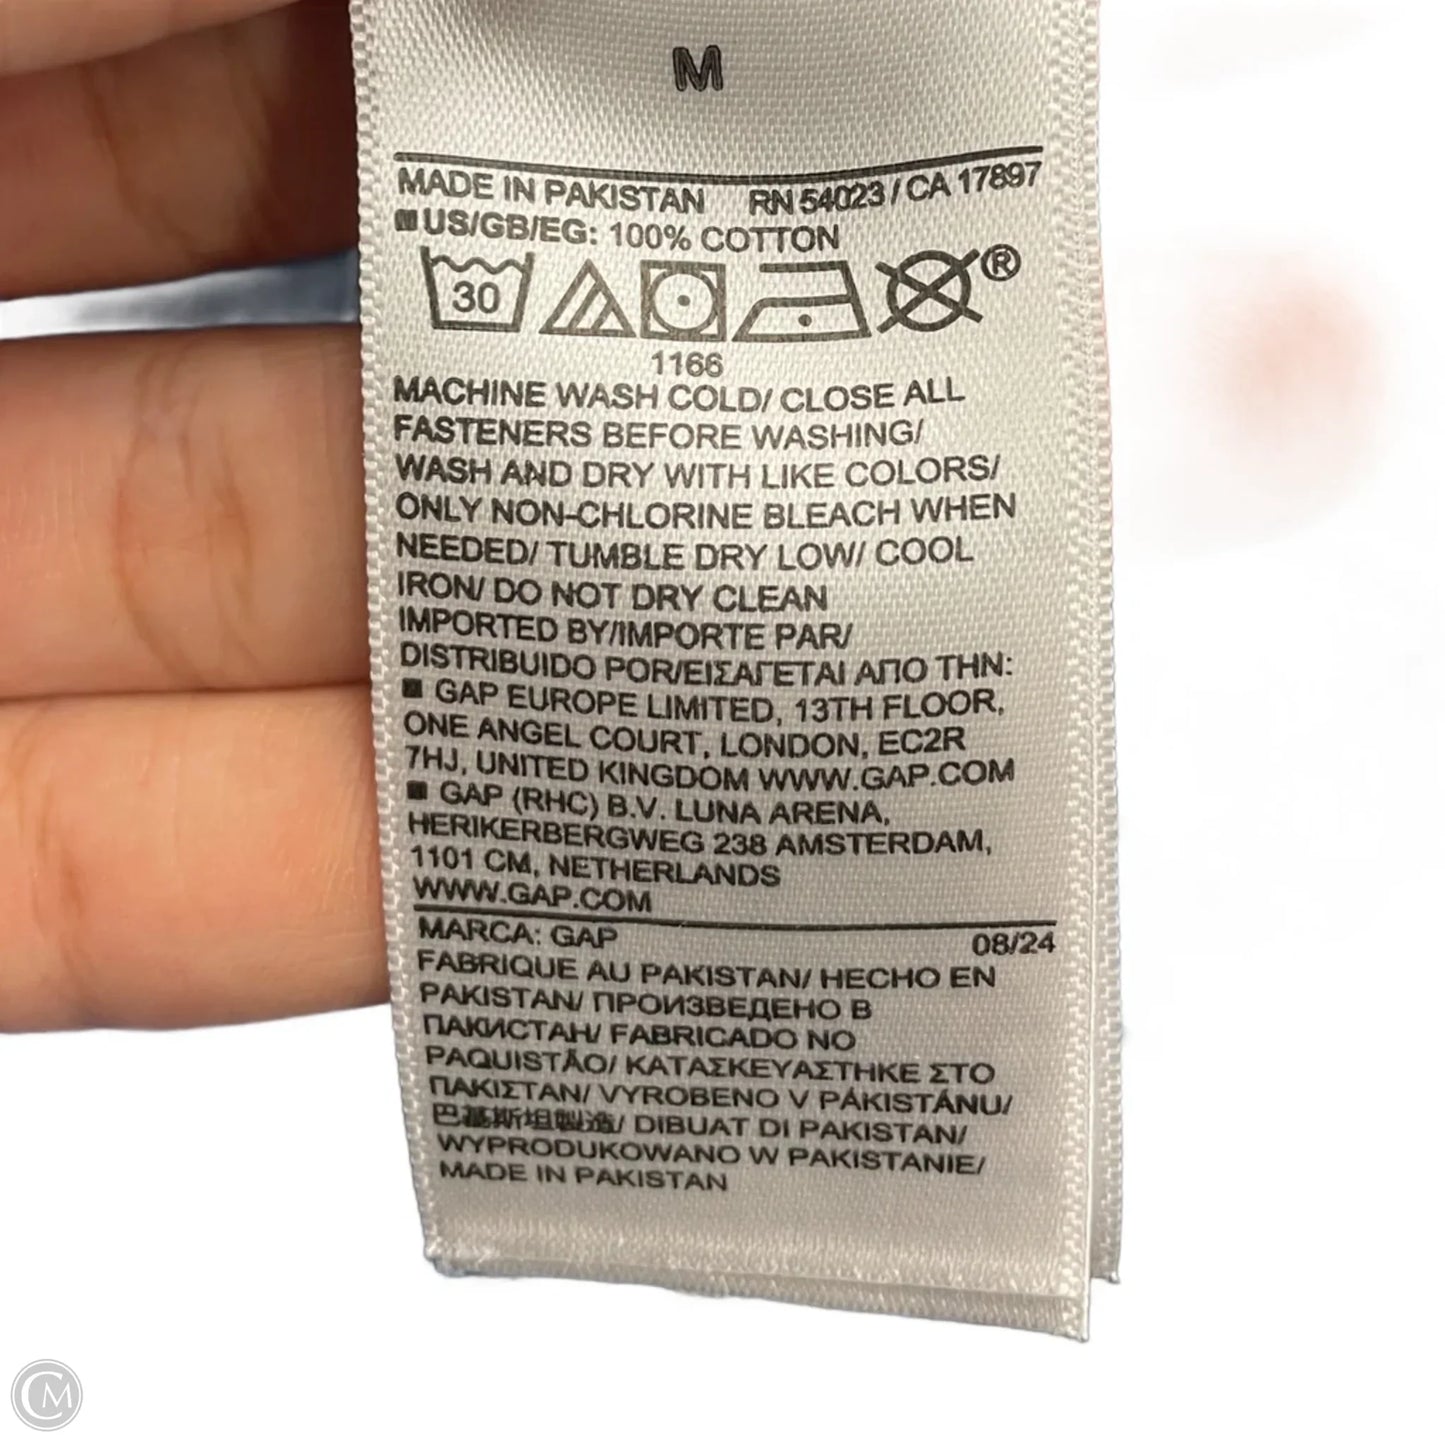 M
MADE IN PAKISTAN RN 54023 / CA 17897
US/GB/EG: 100% COTTON
30 ®
1166
MACHINE WASH COLD/ CLOSE ALL
FASTENERS BEFORE WASHING/
WASH AND DRY WITH LIKE COLORS/
ONLY NON-CHLORINE BLEACH WHEN
NEEDED/ TUMBLE DRY LOW/ COOL
IRON/ DO NOT DRY CLEAN
IMPORTED BY/IMPORTE PAR/
DISTRIBUIDO POR/ΕΙΣΑΓΕΤΑΙ ΑΠΟ ΤΗΝ:
GAP EUROPE LIMITED, 13TH FLOOR,
ONE ANGEL COURT, LONDON, EC2R
7HJ, UNITED KINGDOM WWW.GAP.COM
GAP (RHC) B.V. LUNA ARENA,
HERIKERBERGWEG 238 AMSTERDAM,
1101 CM, NETHERLANDS
WWW.GAP.COM
MARCA: GAP 08/24
FABRIQUE AU PAKISTAN/ HECHO EN
PAKISTAN/ ПРОИЗВЕДЕНО В
ПАКИСТАН/ FABRICADO NO
PAQUISTÃO/ ΚΑΤΑΣΚΕΥΑΣΤΗΚΕ ΣΤΟ
ΠΑΚΙΣΤΑΝ/ VYROBENO V PÁKISTÁNU/
巴基斯坦製造/ DIBUAT DI PAKISTAN/
WYPRODUKOWANO W PAKISTANIE/
MADE IN PAKISTAN
CM